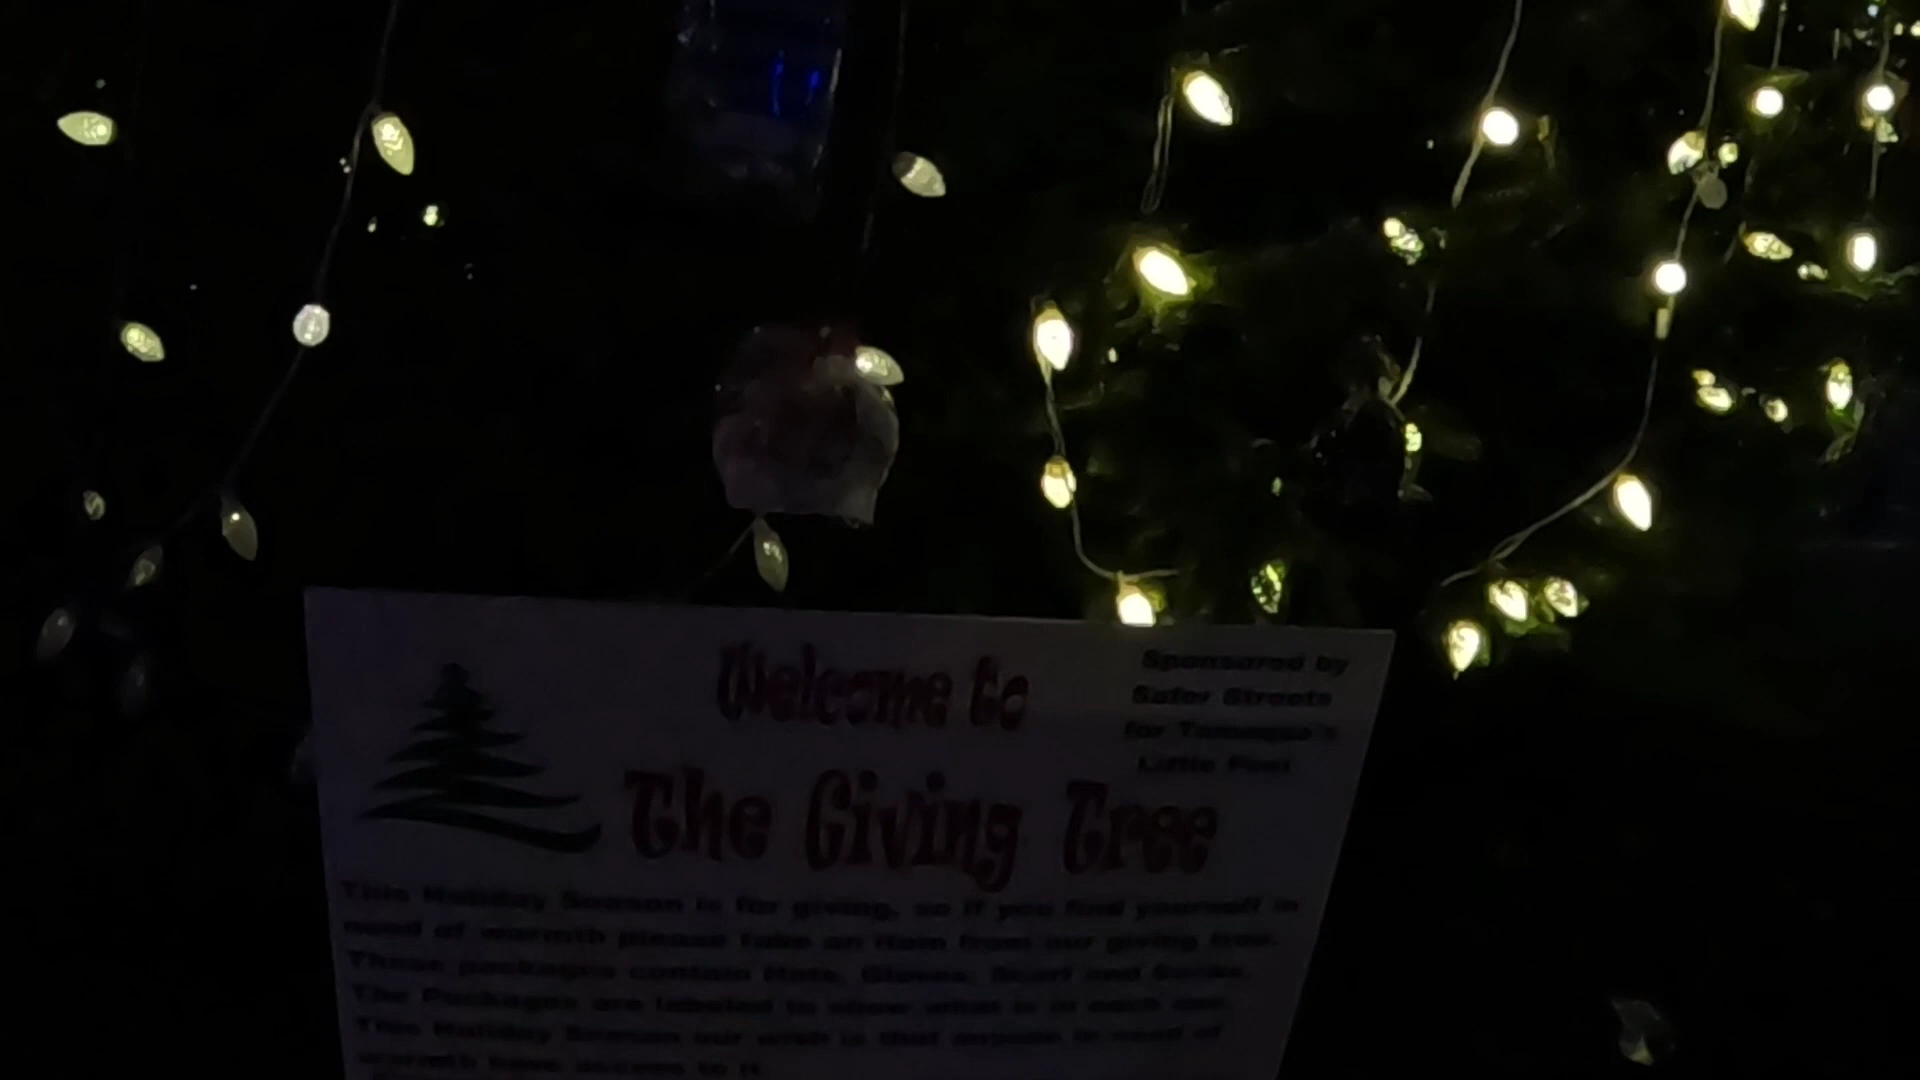 Welcome to
The Giving Tree
Sponsored by
Safer Streets
for Tamaqua's
Little Feet
This Holiday Season is for giving, so if you find yourself in
need of warmth please take an item from our giving tree.
These packages contain Hats, Gloves, Scarf and Socks.
The Packages are labeled to show what is in each one.
This Holiday Season our wish is that anyone in need of
warmth have access to it.